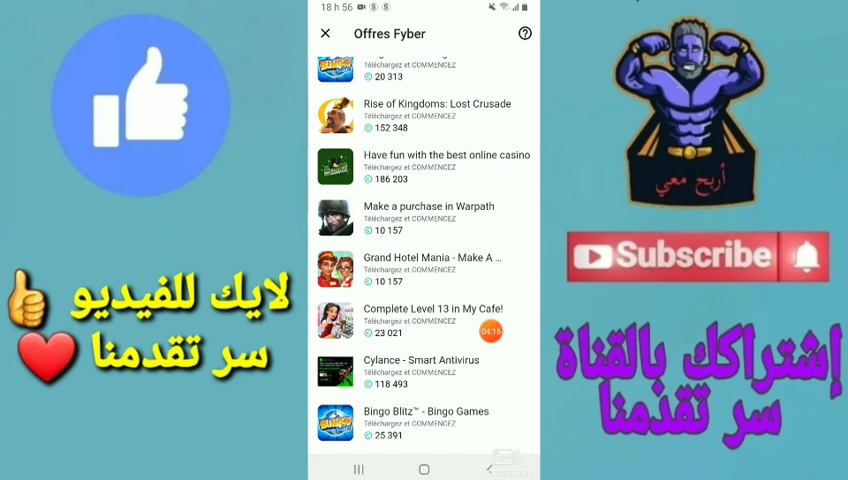 18 h 56
Offres Fyber
Téléchargez et COMMENCEZ
20 313
Rise of Kingdoms: Lost Crusade
Téléchargez et COMMENCEZ
152 348
Have fun with the best online casino
Téléchargez et COMMENCEZ
186 203
Make a purchase in Warpath
Téléchargez et COMMENCEZ
10 157
Grand Hotel Mania - Make A ...
Téléchargez et COMMENCEZ
10 157
Complete Level 13 in My Cafe!
Téléchargez et COMMENCEZ
23 021
04:15
Cylance - Smart Antivirus
Téléchargez et COMMENCEZ
118 493
Bingo Blitz™ - Bingo Games
Téléchargez et COMMENCEZ
25 391
لايك للفيديو
سر تقدمنا
أربح معي
Subscribe
إشتراكك بالقناة
سر تقدمنا